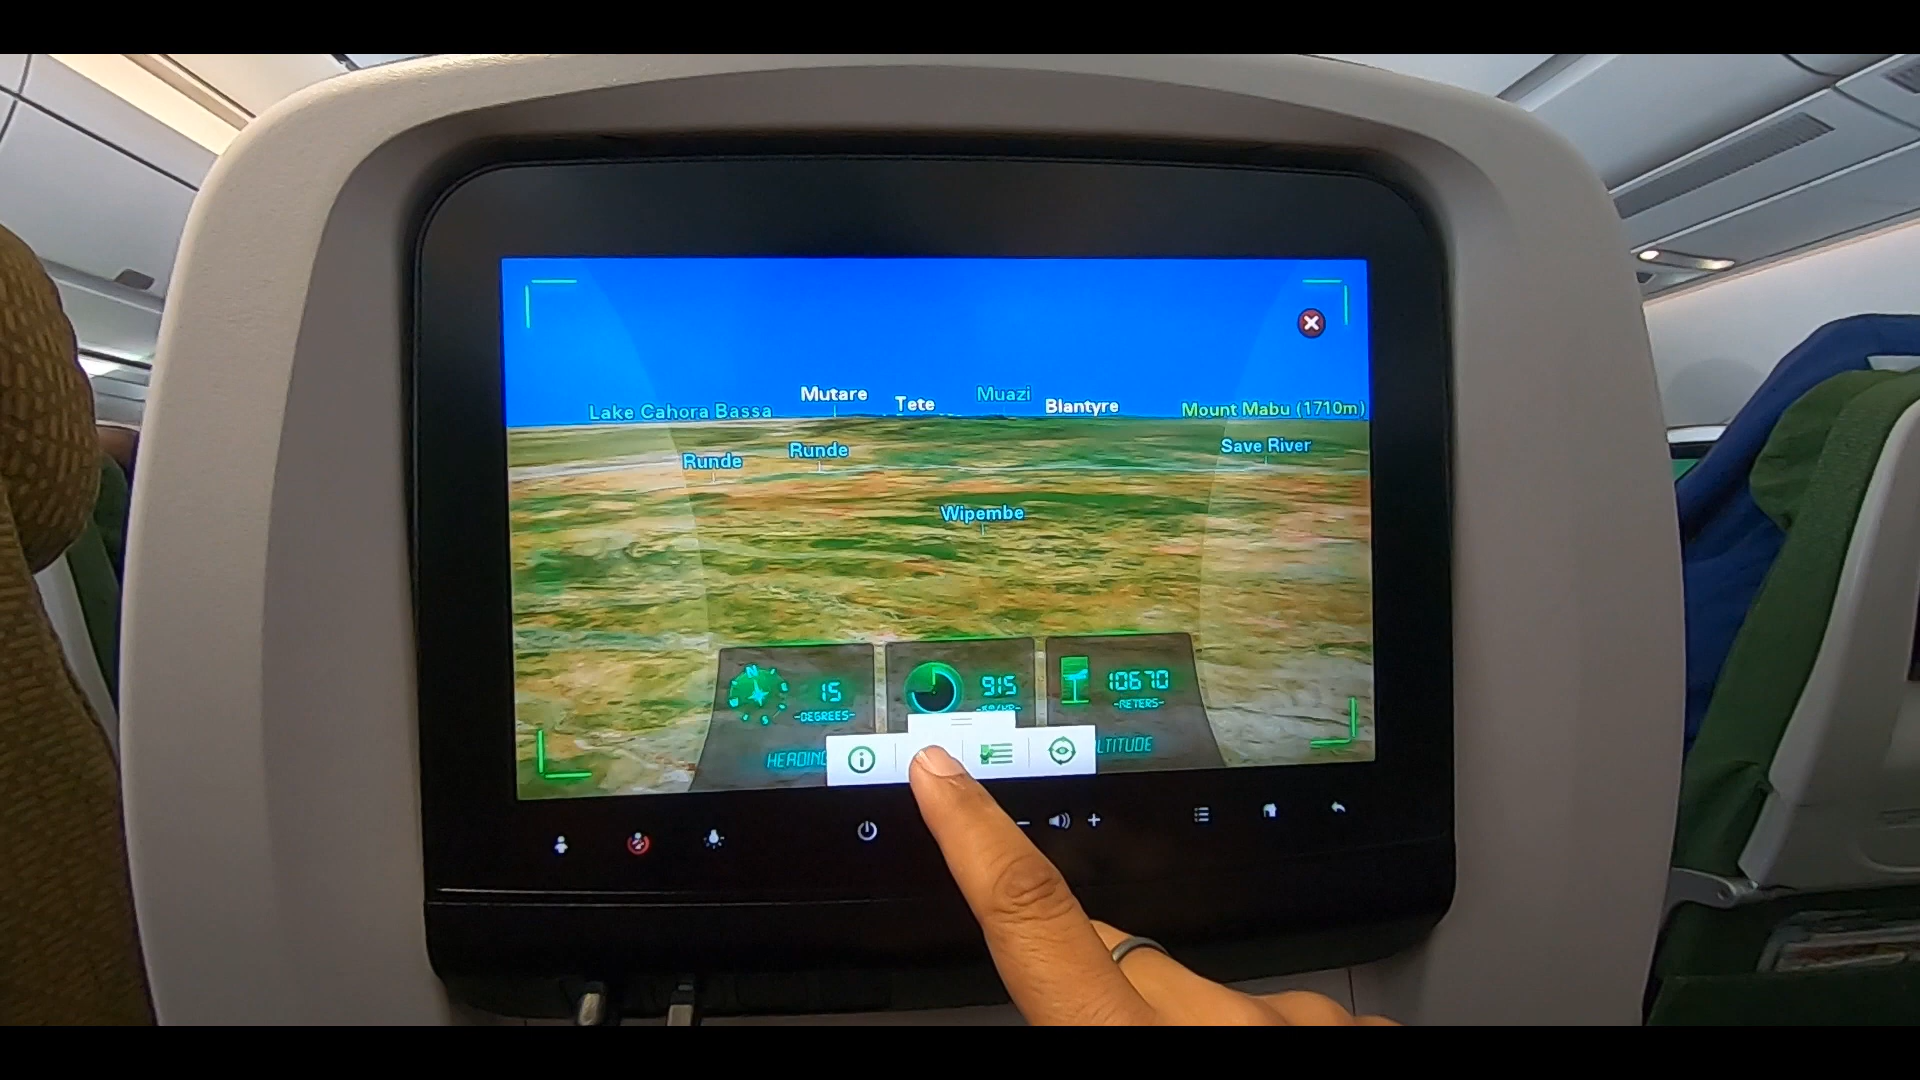 Mutare
Tete
Muazi
Blantyre
Lake Cahora Bassa
Mount Mabu (1710m)
Runde
Runde
Save River
Wipembe
N
S
15
-DEGREES-
915
10670
-METERS-
HEADING
LTITUDE